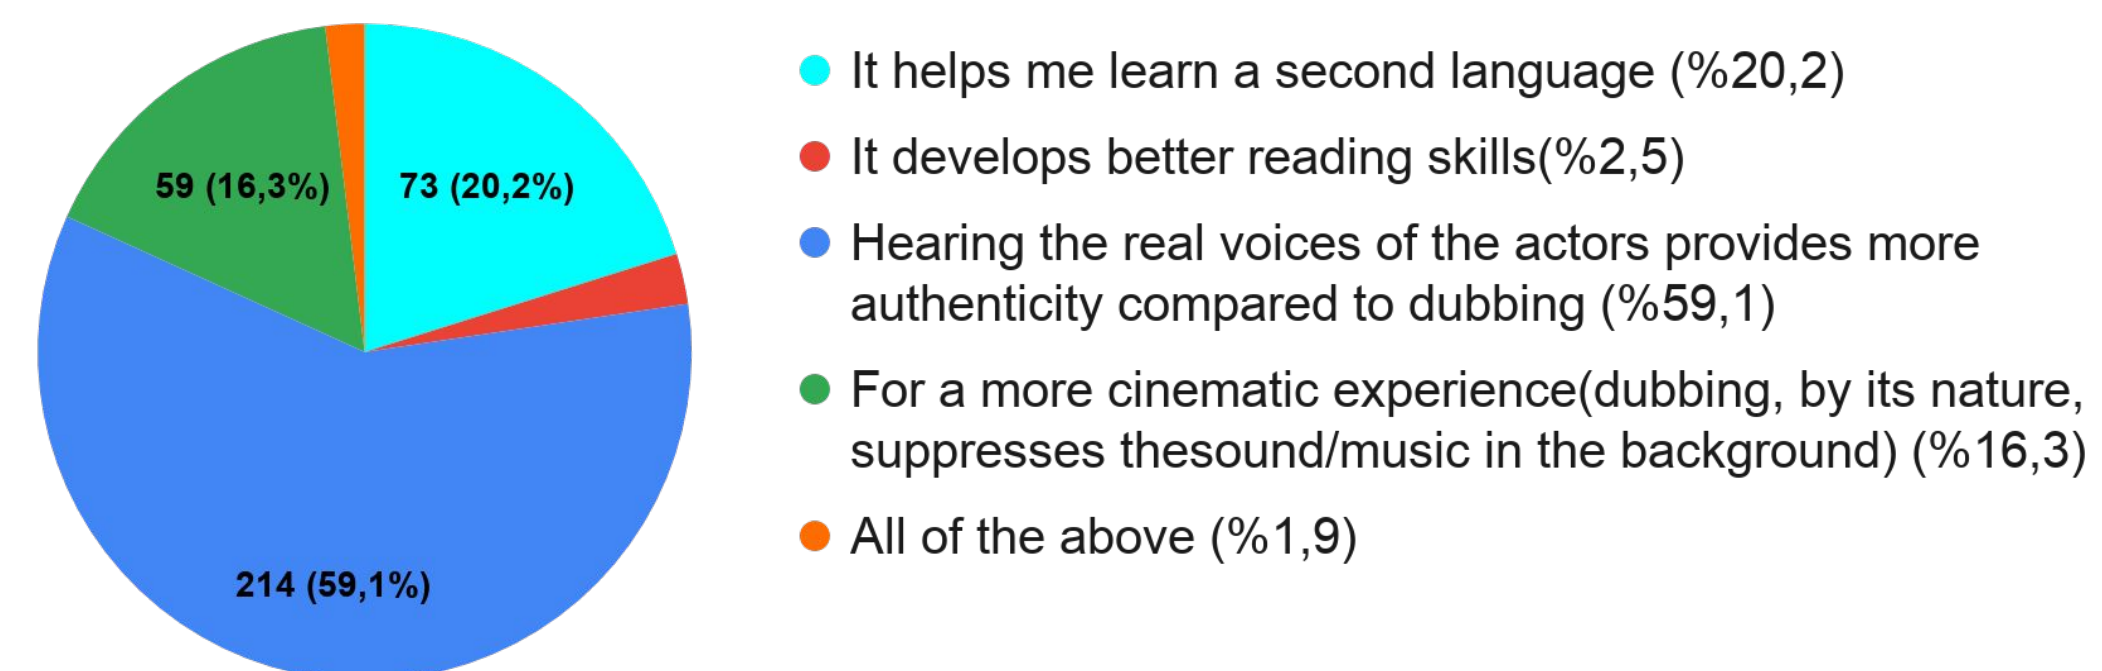 59 (16,3%)
73 (20,2%)
214 (59,1%)
It helps me learn a second language (%20,2)
It develops better reading skills(%2,5)
Hearing the real voices of the actors provides more
authenticity compared to dubbing (%59,1)
For a more cinematic experience(dubbing, by its nature,
suppresses thesound/music in the background) (%16,3)
All of the above (%1,9)